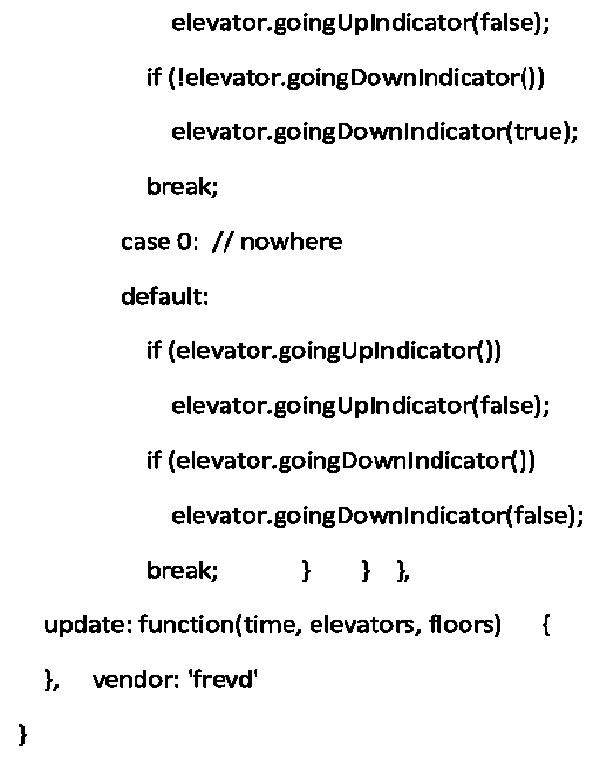 elevator.goingUpIndicator(false);
if (!elevator.goingDownIndicator())
elevator.goingDownIndicator(true);
break;
case 0:  // nowhere
default:
if (elevator.goingUpIndicator())
elevator.goingUpIndicator(false);
if (elevator.goingDownIndicator())
elevator.goingDownIndicator(false);
break; } } },
update: function(time, elevators, floors) {
}, vendor: 'frevd'
}